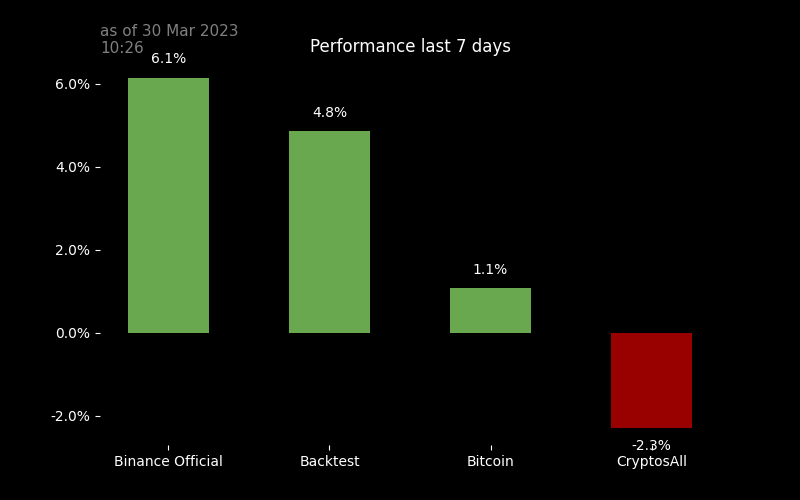 as of 30 Mar 2023
10:26
Performance last 7 days
6.1%
4.8%
1.1%
-2.3%
6.0%
4.0%
2.0%
0.0%
-2.0%
Binance Official
Backtest
Bitcoin
CryptosAll